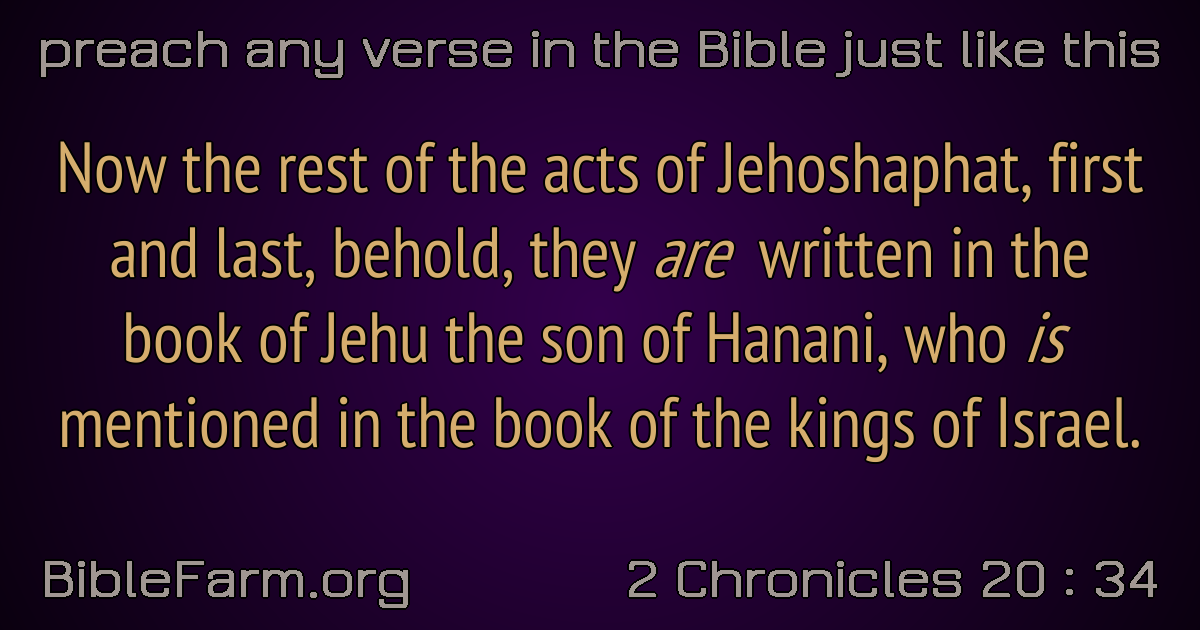 preach any verse in the Bible just like this
Now the rest of the acts of Jehoshaphat, first
and last, behold, they are written in the
book of Jehu the son of Hanani, who is
mentioned in the book of the kings of Israel.
BibleFarm.org
2 Chronicles 20 : 34